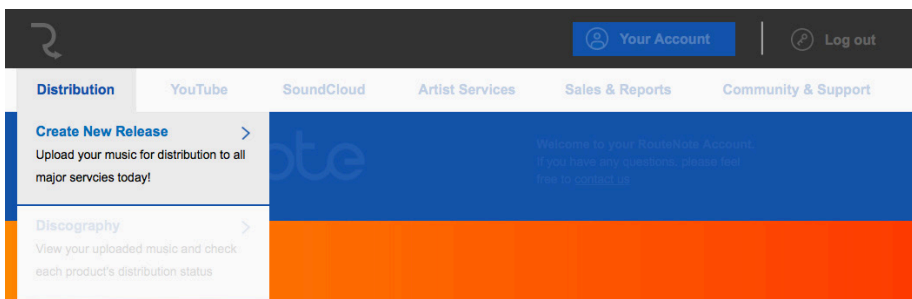 Your Account
Log out
Distribution
YouTube
SoundCloud
Artist Services
Sales & Reports
Community & Support
Create New Release
Upload your music for distribution to all
major servcies today!
ote
Welcome to your RouteNote Account.
If you have any questions, please feel
free to contact us
Discography
View your uploaded music and check
each product's distribution status